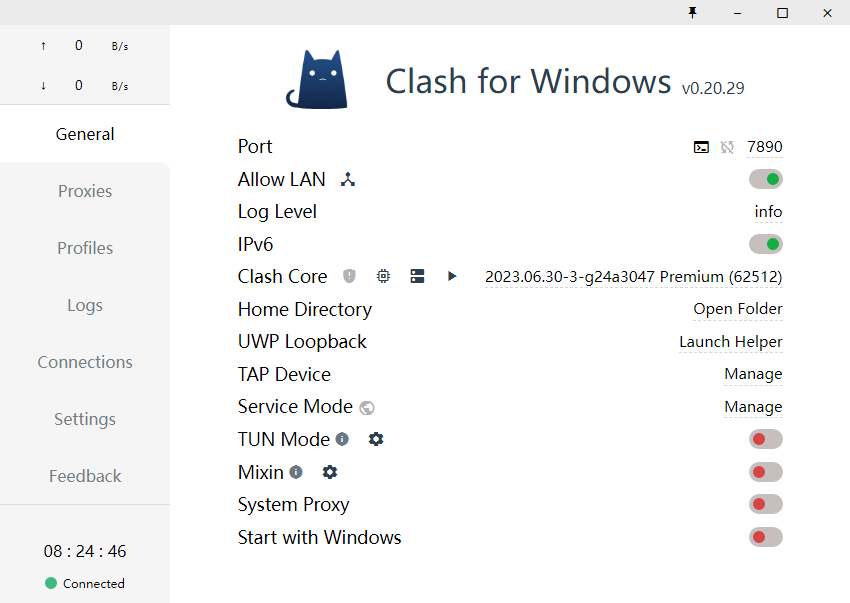 ↑ 0 B/s
↓ 0 B/s
General
Proxies
Profiles
Logs
Connections
Settings
Feedback
08 : 24 : 46
Connected
Clash for Windows v0.20.29
Port 7890
Allow LAN
Log Level info
IPv6
Clash Core 2023.06.30-3-g24a3047 Premium (62512)
Home Directory Open Folder
UWP Loopback Launch Helper
TAP Device Manage
Service Mode Manage
TUN Mode
Mixin
System Proxy
Start with Windows